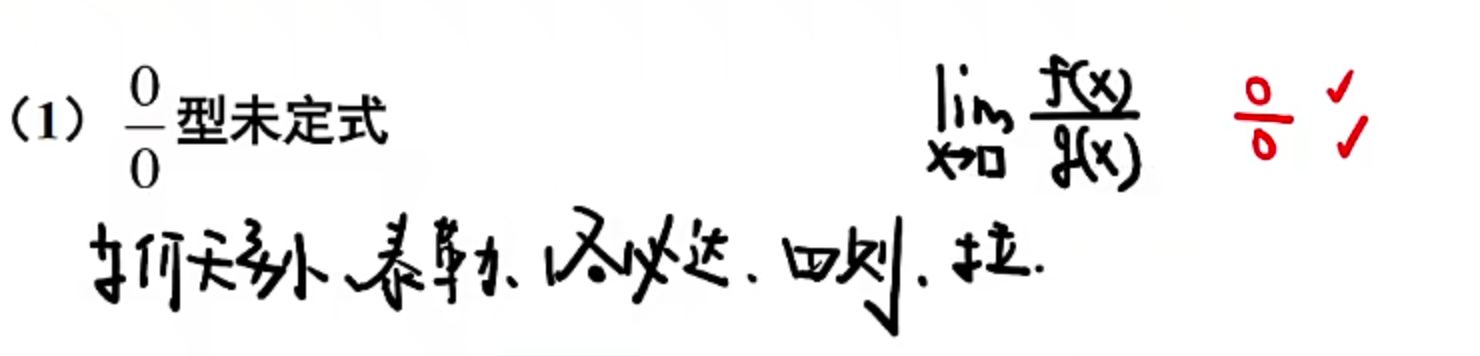 (1) 0/0 型未定式 lim x→□ f(x)/g(x) 0/0 ✓ ✓
等价无穷小、泰勒、洛必达、四则、拉.